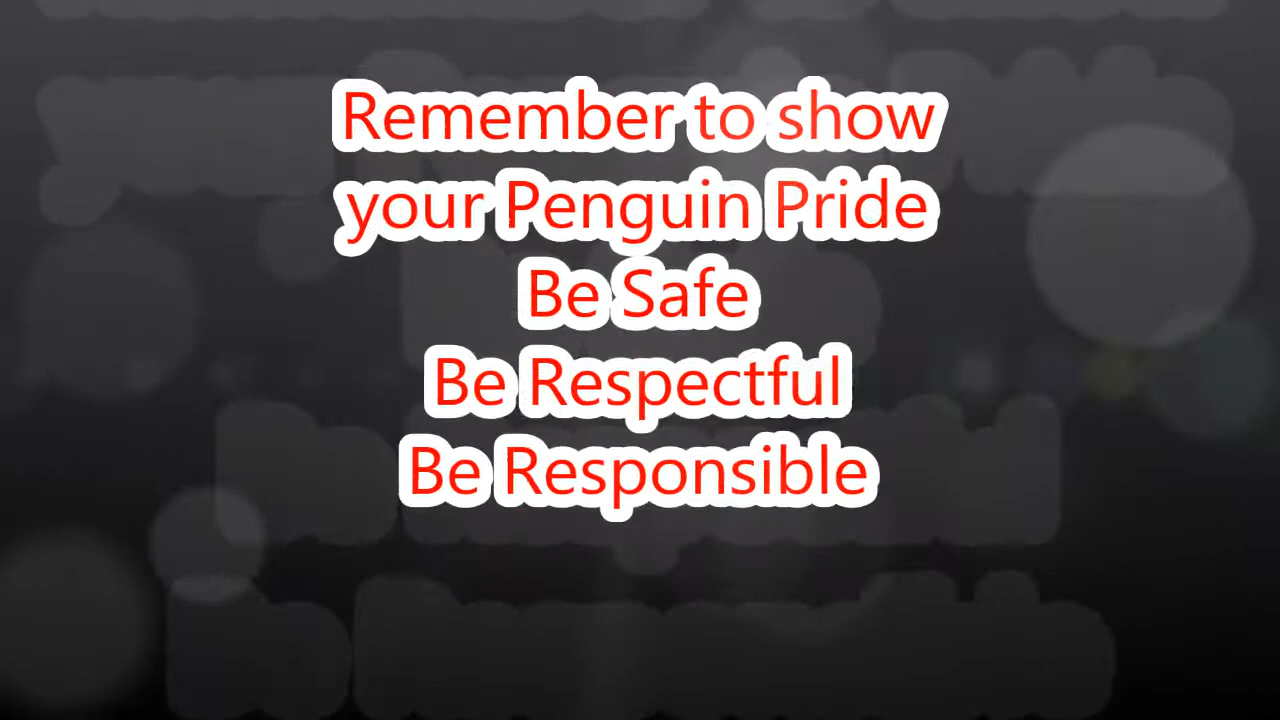 Remember to show
your Penguin Pride
Be Safe
Be Respectful
Be Responsible